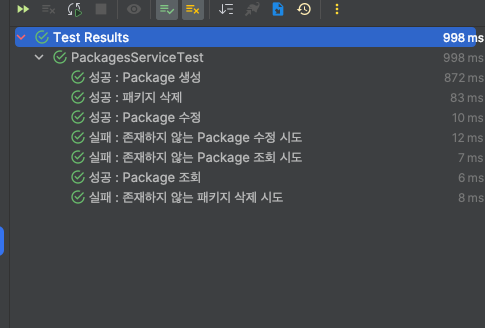 Test Results 998 ms
PackagesServiceTest 998 ms
성공 : Package 생성 872 ms
성공 : 패키지 삭제 83 ms
성공 : Package 수정 10 ms
실패 : 존재하지 않는 Package 수정 시도 12 ms
실패 : 존재하지 않는 Package 조회 시도 7 ms
성공 : Package 조회 6 ms
실패 : 존재하지 않는 패키지 삭제 시도 8 ms